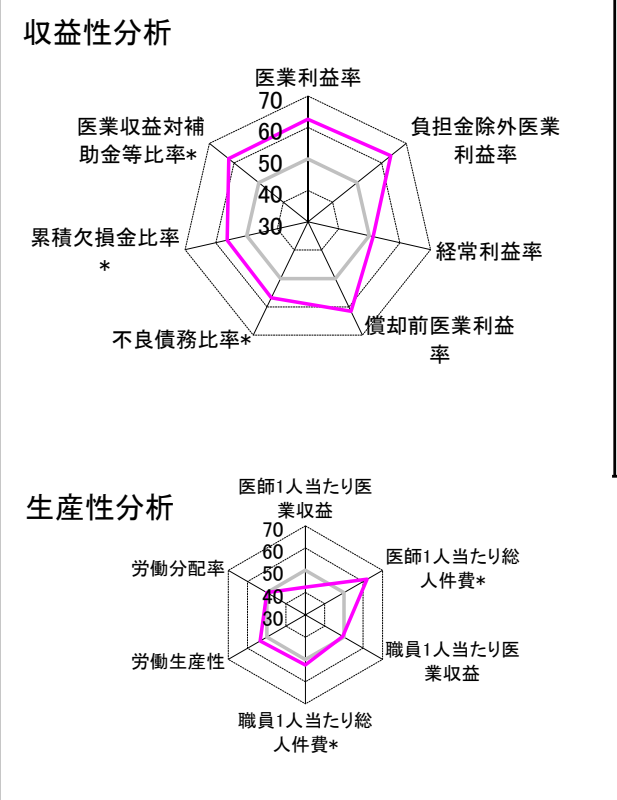 収益性分析
医業利益率
70
60
50
40
30
負担金除外医業
利益率
経常利益率
償却前医業利益
率
不良債務比率*
累積欠損金比率
*
医業収益対補
助金等比率*
生産性分析
医師1人当たり医
業収益
70
60
50
40
30
医師1人当たり総
人件費*
職員1人当たり医
業収益
職員1人当たり総
人件費*
労働生産性
労働分配率